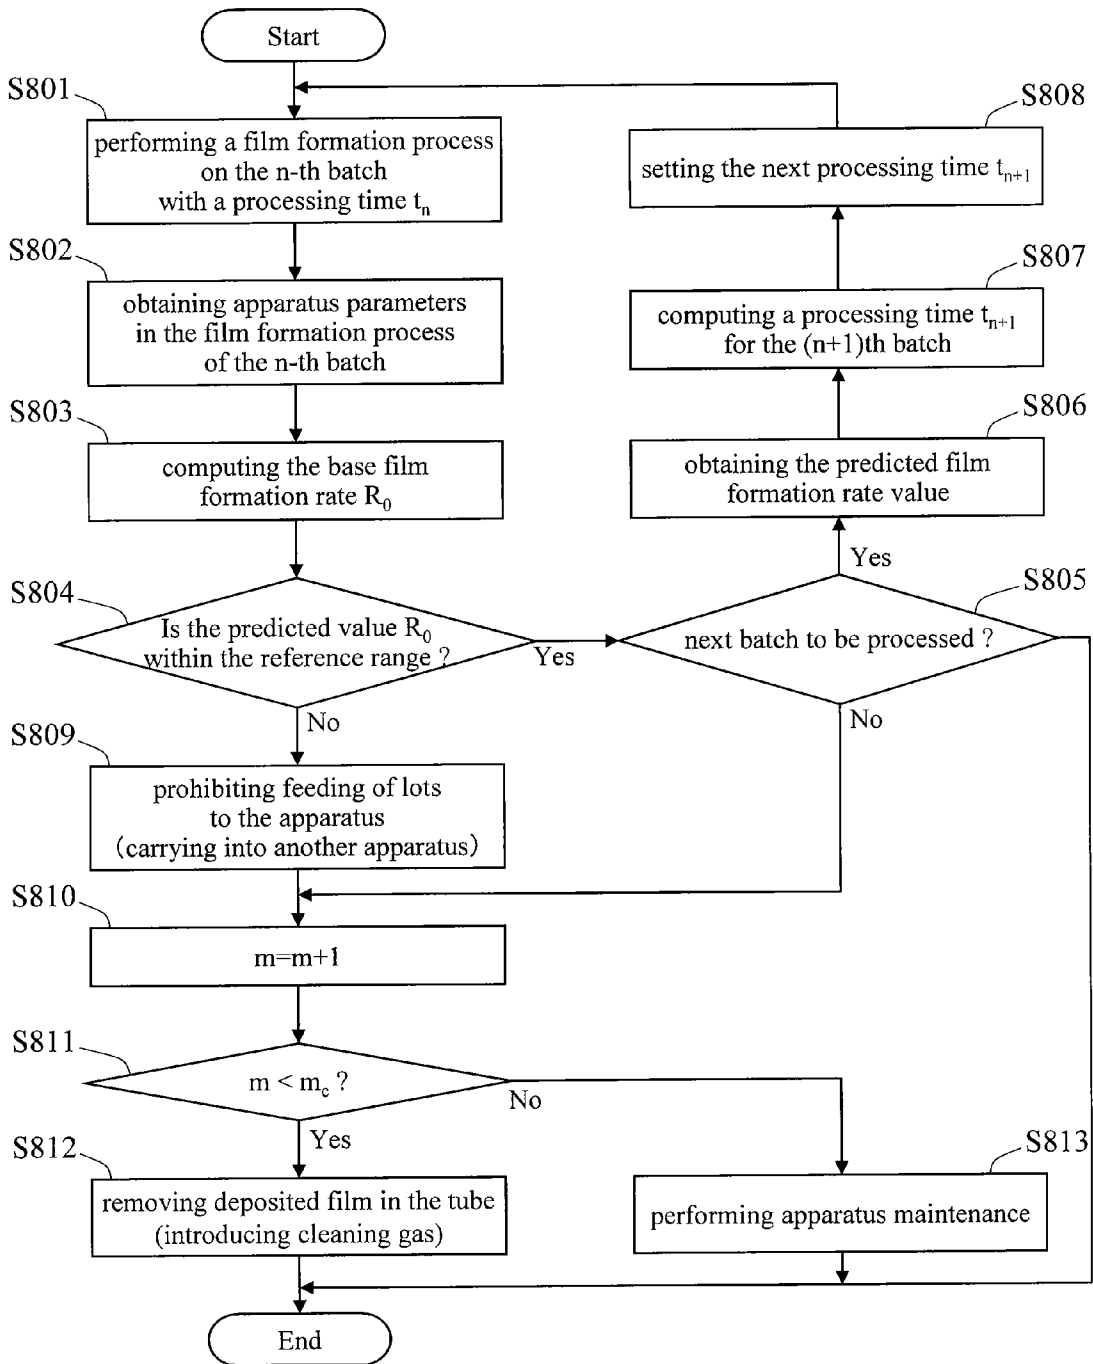 Start
S801
performing a film formation process
on the n-th batch
with a processing time tn
S802
obtaining apparatus parameters
in the film formation process
of the n-th batch
S803
computing the base film
formation rate R0
S804
Is the predicted value R0
within the reference range ?
Yes
No
S805
next batch to be processed ?
Yes
No
S806
obtaining the predicted film
formation rate value
S807
computing a processing time tn+1
for the (n+1)th batch
S808
setting the next processing time tn+1
S809
prohibiting feeding of lots
to the apparatus
(carrying into another apparatus)
S810
m=m+1
S811
m < mc ?
No
Yes
S812
removing deposited film in the tube
(introducing cleaning gas)
S813
performing apparatus maintenance
End